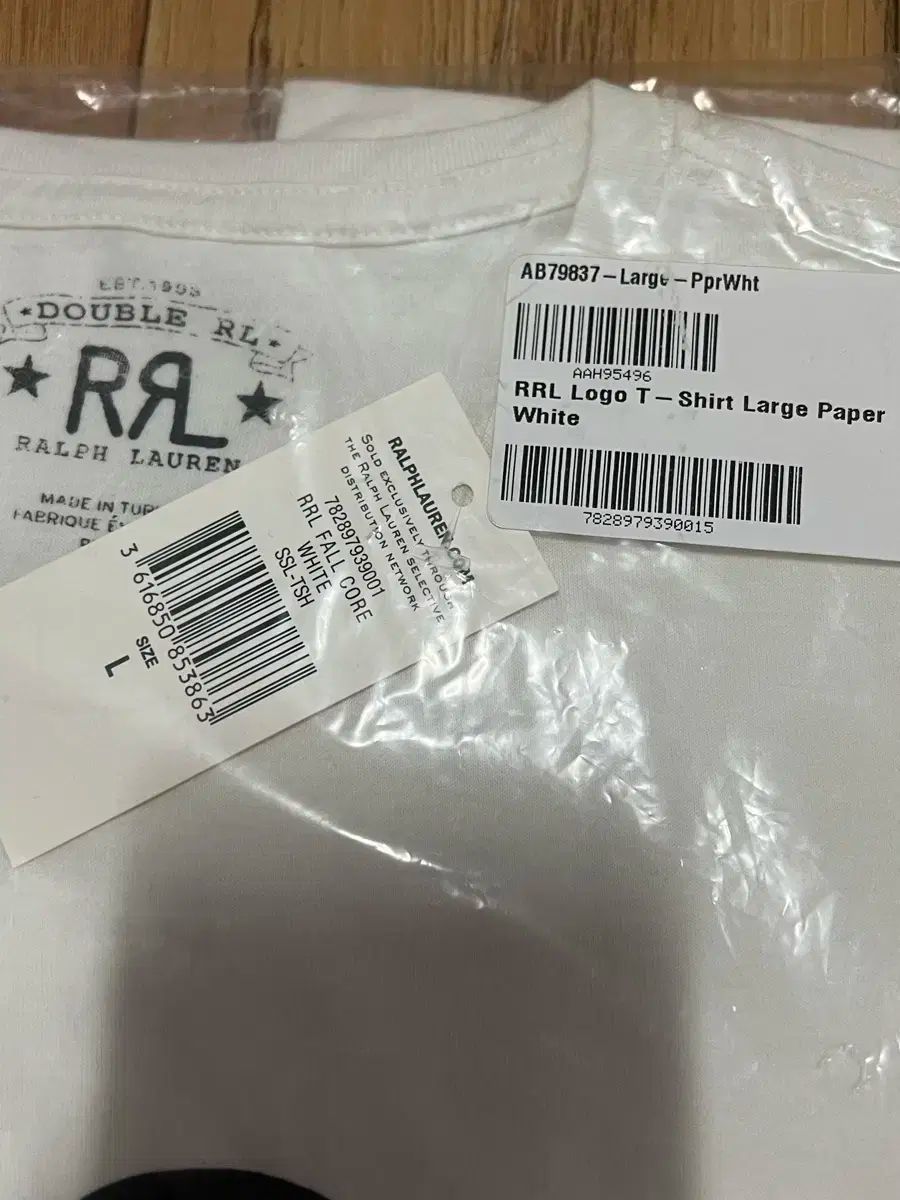 EST. 1993
DOUBLE RL
RRL
RALPH LAUREN
MADE IN
FABRIQUE
AB79837-Large-PprWht
AAH95496
RRL Logo T-Shirt Large Paper
White
7828979390015
RALPHLAUREN.COM
SOLD EXCLUSIVELY THROUGH
THE RALPH LAUREN SELECTIVE
DISTRIBUTION NETWORK
782897939001
RRL FALL CORE
WHITE
SSL-TSH
3 616850 853863
SIZE
L